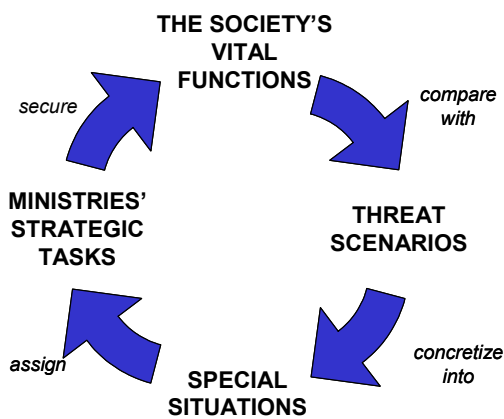 THE SOCIETY’S
VITAL
FUNCTIONS
compare
with
THREAT
SCENARIOS
concretize
into
SPECIAL
SITUATIONS
assign
MINISTRIES’
STRATEGIC
TASKS
secure